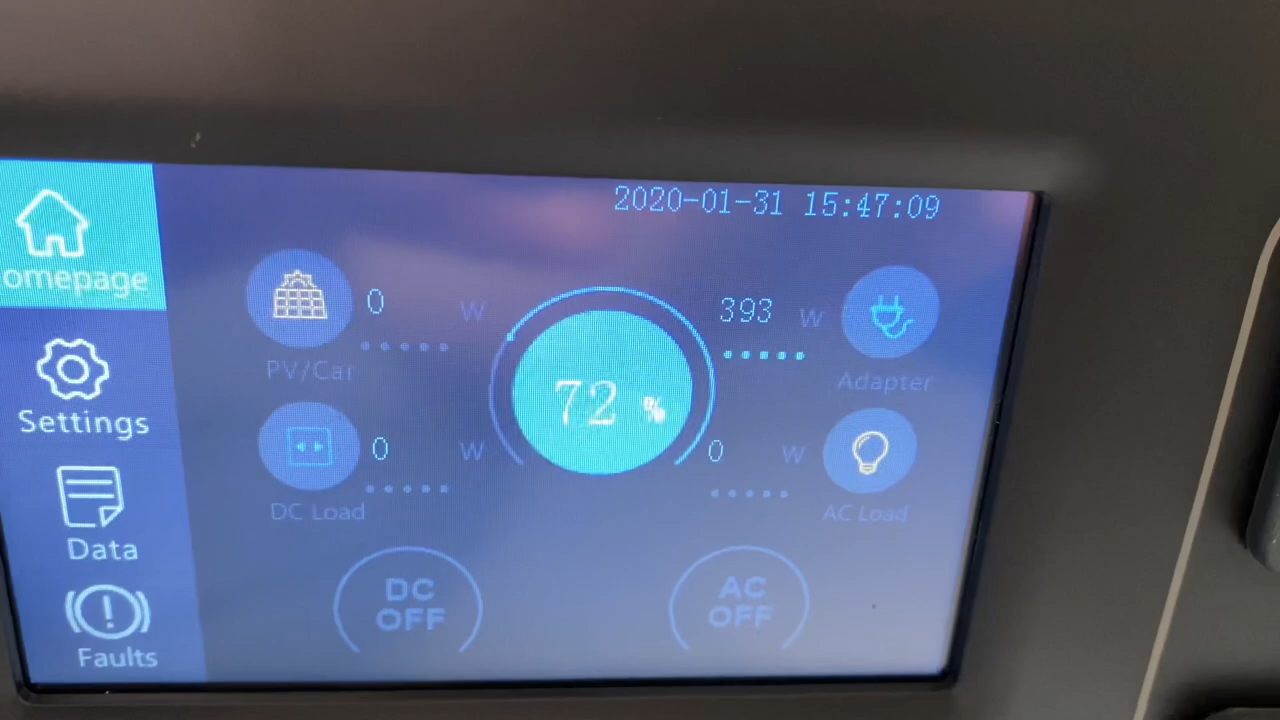 2020-01-31 15:47:09
omepage
0 W
393 W
PV/Car
Adapter
72 %
Settings
0 W
0 W
DC Load
AC Load
Data
DC
OFF
AC
OFF
Faults